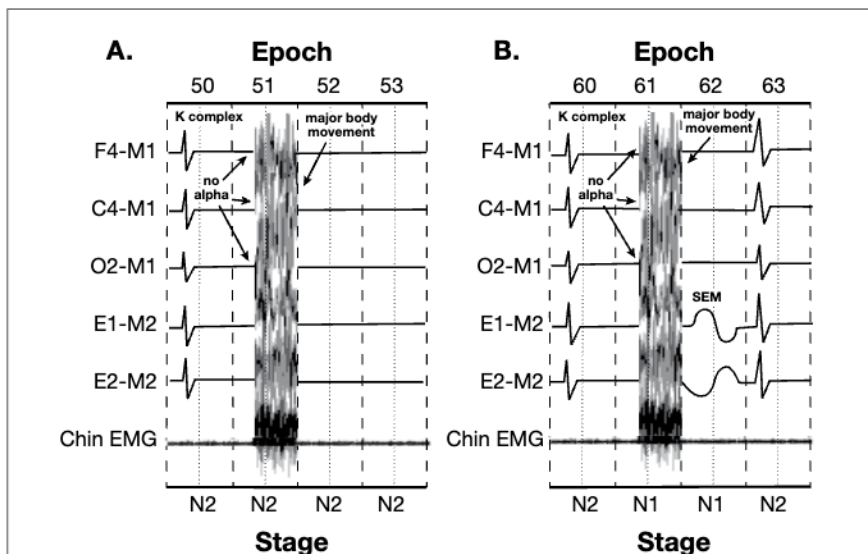 A.
Epoch
50 51 52 53
K complex
major body
movement
no
alpha
F4-M1
C4-M1
O2-M1
E1-M2
E2-M2
Chin EMG
N2 N2 N2 N2
Stage
B.
Epoch
60 61 62 63
K complex
major body
movement
no
alpha
F4-M1
C4-M1
O2-M1
SEM
E1-M2
E2-M2
Chin EMG
N2 N1 N1 N2
Stage